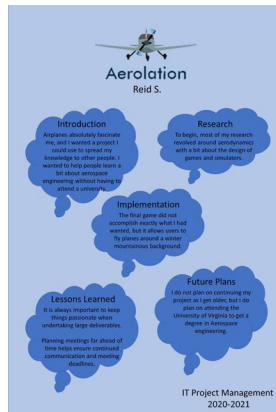 Aerolation
Reid S.
Introduction
Airplanes absolutely fascinate
me, and I wanted a project I
could use to spread my
knowledge to other people. I
wanted to help people learn a
bit about aerospace
engineering without having to
attend a university.
Research
To begin, most of my research
revolved around aerodynamics
with a bit about the design of
games and simulators.
Implementation
The final game did not
accomplish exactly what I had
wanted, but it allows users to
fly planes around a winter
mountainous background.
Lessons Learned
It is always important to keep
things passionate when
undertaking large deliverables.
Planning meetings far ahead of
time helps ensure continued
communication and meeting
deadlines.
Future Plans
I do not plan on continuing my
project as I get older, but I do
plan on attending the
University of Virginia to get a
degree in Aerospace
engineering.
IT Project Management
2020-2021